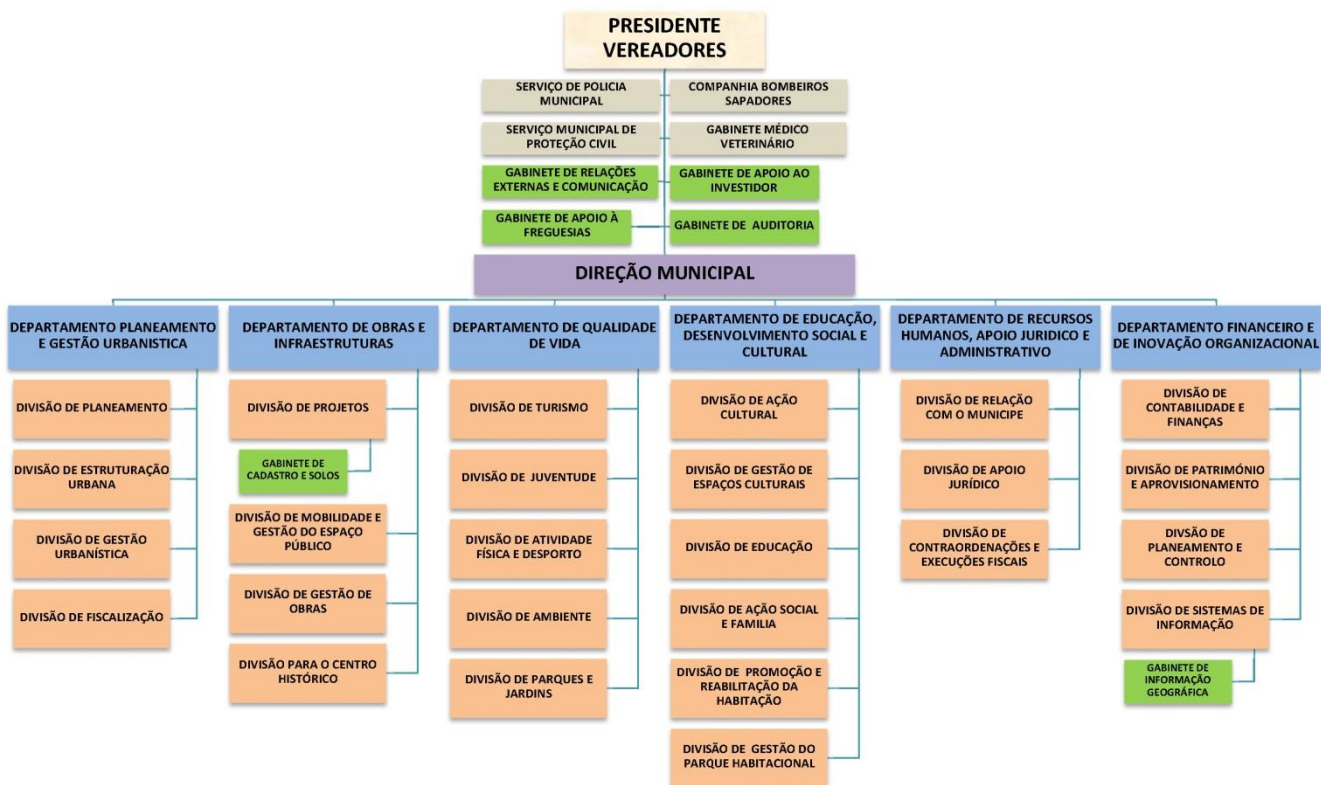 PRESIDENTE
VEREADORES
SERVIÇO DE POLICIA
MUNICIPAL
COMPANHIA BOMBEIROS
SAPADORES
SERVIÇO MUNICIPAL DE
PROTEÇÃO CIVIL
GABINETE MÉDICO
VETERINÁRIO
GABINETE DE RELAÇÕES
EXTERNAS E COMUNICAÇÃO
GABINETE DE APOIO AO
INVESTIDOR
GABINETE DE APOIO À
FREGUESIAS
GABINETE DE AUDITORIA
DIREÇÃO MUNICIPAL
DEPARTAMENTO PLANEAMENTO
E GESTÃO URBANISTICA
DIVISÃO DE PLANEAMENTO
DIVISÃO DE ESTRUTURAÇÃO
URBANA
DIVISÃO DE GESTÃO
URBANÍSTICA
DIVISÃO DE FISCALIZAÇÃO
DEPARTAMENTO DE OBRAS E
INFRAESTRUTURAS
DIVISÃO DE PROJETOS
GABINETE DE
CADASTRO E SOLOS
DIVISÃO DE MOBILIDADE E
GESTÃO DO ESPAÇO
PÚBLICO
DIVISÃO DE GESTÃO DE
OBRAS
DIVISÃO PARA O CENTRO
HISTÓRICO
DEPARTAMENTO DE QUALIDADE
DE VIDA
DIVISÃO DE TURISMO
DIVISÃO DE JUVENTUDE
DIVISÃO DE ATIVIDADE
FÍSICA E DESPORTO
DIVISÃO DE AMBIENTE
DIVISÃO DE PARQUES E
JARDINS
DEPARTAMENTO DE EDUCAÇÃO,
DESENVOLVIMENTO SOCIAL E
CULTURAL
DIVISÃO DE AÇÃO
CULTURAL
DIVISÃO DE GESTÃO DE
ESPAÇOS CULTURAIS
DIVISÃO DE EDUCAÇÃO
DIVISÃO DE AÇÃO SOCIAL
E FAMILIA
DIVISÃO DE PROMOÇÃO E
REABILITAÇÃO DA
HABITAÇÃO
DIVISÃO DE GESTÃO DO
PARQUE HABITACIONAL
DEPARTAMENTO DE RECURSOS
HUMANOS, APOIO JURIDICO E
ADMINISTRATIVO
DIVISÃO DE RELAÇÃO
COM O MUNICIPE
DIVISÃO DE APOIO
JURÍDICO
DIVISÃO DE
CONTRAORDENAÇÕES E
EXECUÇÕES FISCAIS
DEPARTAMENTO FINANCEIRO E
DE INOVAÇÃO ORGANIZACIONAL
DIVISÃO DE
CONTABILIDADE E
FINANÇAS
DIVISÃO DE PATRIMÓNIO
E APROVISIONAMENTO
DIVSÃO DE
PLANEAMENTO E
CONTROLO
DIVISÃO DE SISTEMAS DE
INFORMAÇÃO
GABINETE DE
INFORMAÇÃO
GEOGRÁFICA